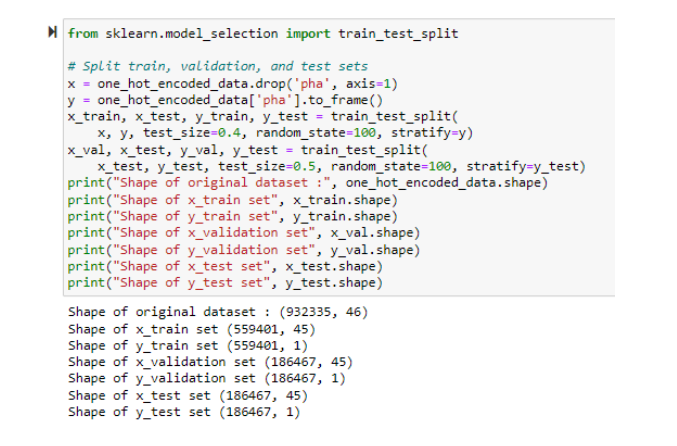 from sklearn.model_selection import train_test_split
# Split train, validation, and test sets
x = one_hot_encoded_data.drop('pha', axis=1)
y = one_hot_encoded_data['pha'].to_frame()
x_train, x_test, y_train, y_test = train_test_split(
    x, y, test_size=0.4, random_state=100, stratify=y)
x_val, x_test, y_val, y_test = train_test_split(
    x_test, y_test, test_size=0.5, random_state=100, stratify=y_test)
print("Shape of original dataset :", one_hot_encoded_data.shape)
print("Shape of x_train set", x_train.shape)
print("Shape of y_train set", y_train.shape)
print("Shape of x_validation set", x_val.shape)
print("Shape of y_validation set", y_val.shape)
print("Shape of x_test set", x_test.shape)
print("Shape of y_test set", y_test.shape)
Shape of original dataset : (932335, 46)
Shape of x_train set (559401, 45)
Shape of y_train set (559401, 1)
Shape of x_validation set (186467, 45)
Shape of y_validation set (186467, 1)
Shape of x_test set (186467, 45)
Shape of y_test set (186467, 1)